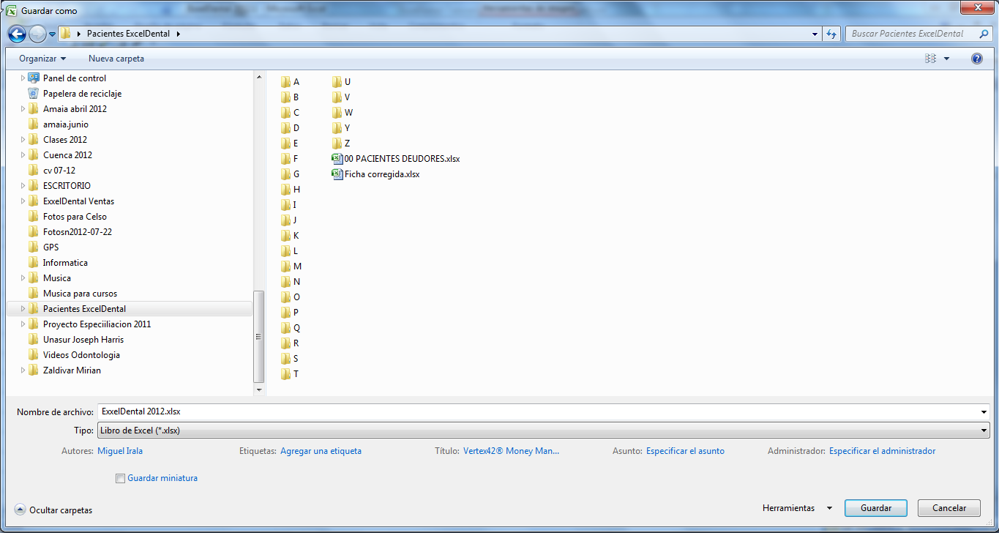 Guardar como
Pacientes ExcelDental
Buscar Pacientes ExcelDental
Organizar Nueva carpeta
Panel de control
Papelera de reciclaje
Amaia abril 2012
amaia.junio
Clases 2012
Cuenca 2012
cv 07-12
ESCRITORIO
ExxelDental Ventas
Fotos para Celso
Fotosn2012-07-22
GPS
Informatica
Musica
Musica para cursos
Pacientes ExcelDental
Proyecto Especiiliacion 2011
Unasur Joseph Harris
Videos Odontologia
Zaldivar Mirian
A
B
C
D
E
F
G
H
I
J
K
L
M
N
O
P
Q
R
S
T
U
V
W
Y
Z
00 PACIENTES DEUDORES.xlsx
Ficha corregida.xlsx
Nombre de archivo: ExxelDental 2012.xlsx
Tipo: Libro de Excel (*.xlsx)
Autores: Miguel Irala Etiquetas: Agregar una etiqueta Título: Vertex42® Money Man... Asunto: Especificar el asunto Administrador: Especificar el administrador
Guardar miniatura
Ocultar carpetas Herramientas Guardar Cancelar